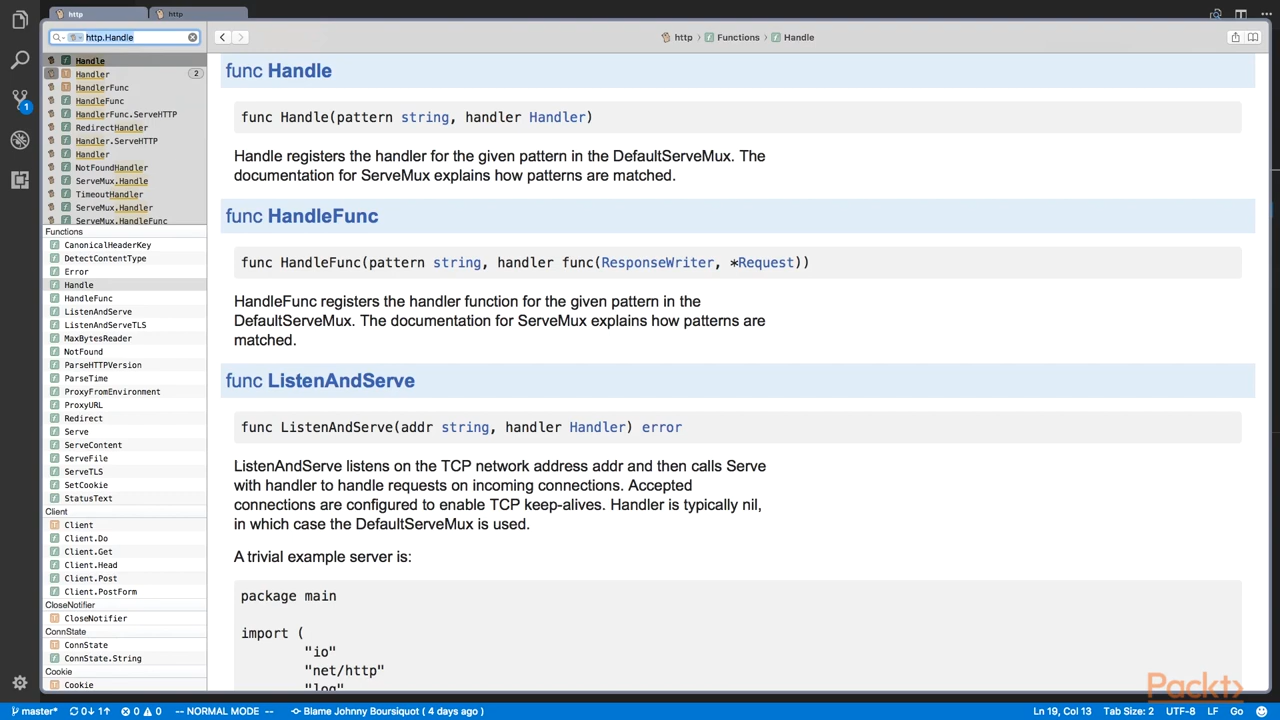 http
http
http.Handle
http
Functions
Handle
Handle
Handler
2
HandlerFunc
HandleFunc
HandlerFunc.ServeHTTP
RedirectHandler
Handler.ServeHTTP
Handler
NotFoundHandler
ServeMux.Handle
TimeoutHandler
ServeMux.Handler
ServeMux.HandleFunc
Functions
CanonicalHeaderKey
DetectContentType
Error
Handle
HandleFunc
ListenAndServe
ListenAndServeTLS
MaxBytesReader
NotFound
ParseHTTPVersion
ParseTime
ProxyFromEnvironment
ProxyURL
Redirect
Serve
ServeContent
ServeFile
ServeTLS
SetCookie
StatusText
Client
Client
Client.Do
Client.Get
Client.Head
Client.Post
Client.PostForm
CloseNotifier
CloseNotifier
ConnState
ConnState
ConnState.String
Cookie
Cookie
func Handle
func Handle(pattern string, handler Handler)
Handle registers the handler for the given pattern in the DefaultServeMux. The
documentation for ServeMux explains how patterns are matched.
func HandleFunc
func HandleFunc(pattern string, handler func(ResponseWriter, *Request))
HandleFunc registers the handler function for the given pattern in the
DefaultServeMux. The documentation for ServeMux explains how patterns are
matched.
func ListenAndServe
func ListenAndServe(addr string, handler Handler) error
ListenAndServe listens on the TCP network address addr and then calls Serve
with handler to handle requests on incoming connections. Accepted
connections are configured to enable TCP keep-alives. Handler is typically nil,
in which case the DefaultServeMux is used.
A trivial example server is:
package main
import (
"io"
"net/http"
"log"
Packt>
1
master* 0↓ 1↑ 0 0 -- NORMAL MODE -- Blame Johnny Boursiquot ( 4 days ago ) Ln 19, Col 13 Tab Size: 2 UTF-8 LF Go